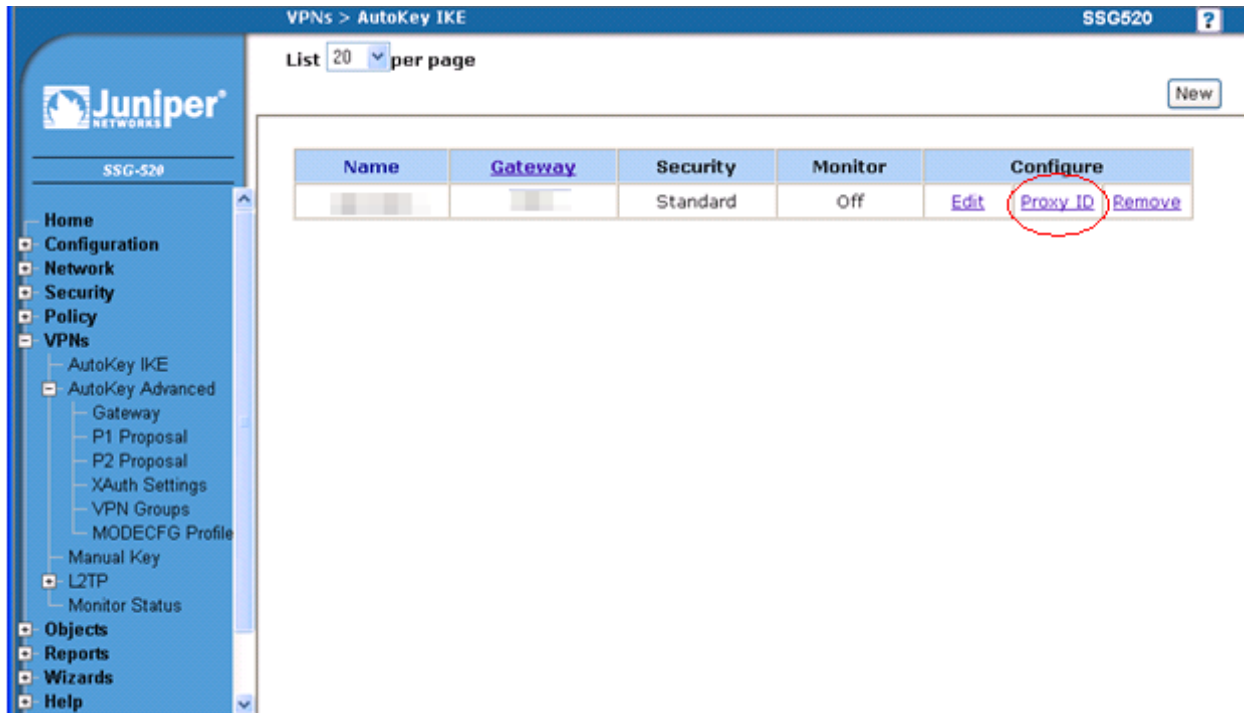 VPNs > AutoKey IKE SSG520 ?
List 20 per page
New
Juniper®
NETWORKS
SSG-520
Name Gateway Security Monitor Configure
Standard Off Edit Proxy ID Remove
Home
Configuration
Network
Security
Policy
VPNs
AutoKey IKE
AutoKey Advanced
Gateway
P1 Proposal
P2 Proposal
XAuth Settings
VPN Groups
MODECFG Profile
Manual Key
L2TP
Monitor Status
Objects
Reports
Wizards
Help